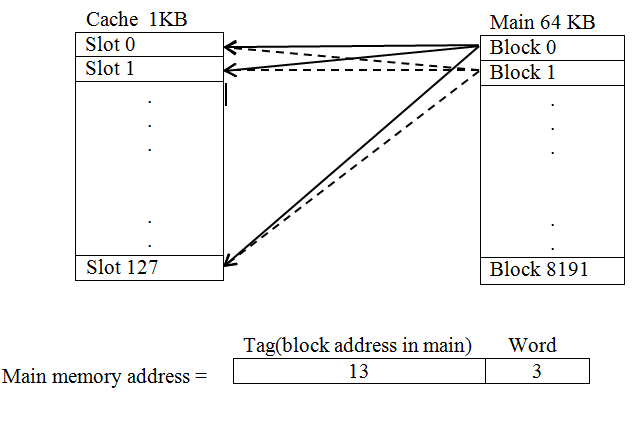 Cache 1KB
Slot 0
Slot 1
.
.
.
.
.
Slot 127
Main 64 KB
Block 0
Block 1
.
.
.
.
.
Block 8191
Tag(block address in main) Word
Main memory address = 13 3